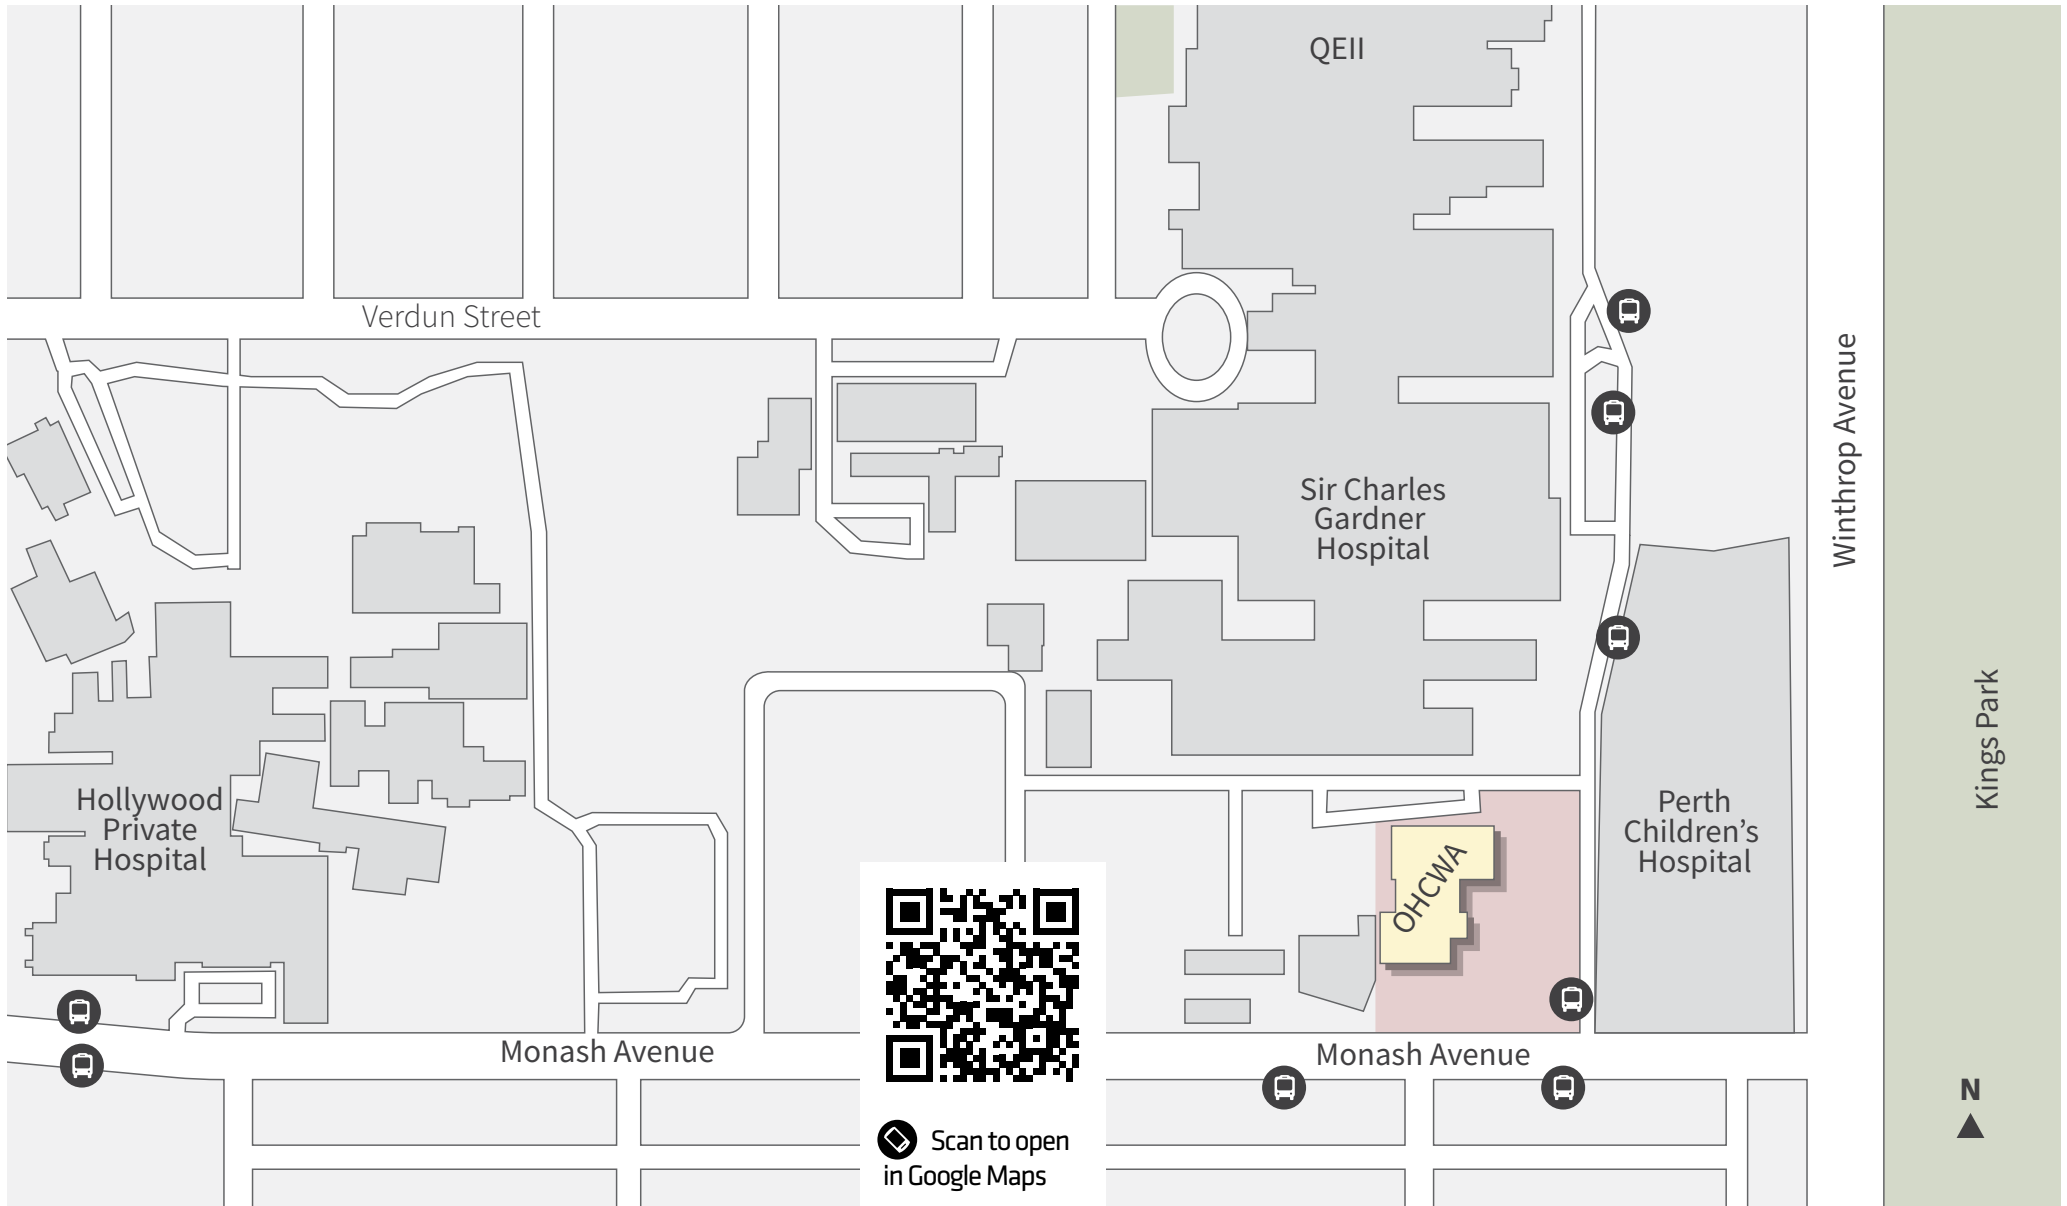 QEII
Verdun Street
Winthrop Avenue
Sir Charles
Gardner
Hospital
Kings Park
Hollywood
Private
Hospital
Perth
Children’s
Hospital
OHCWA
Monash Avenue
Monash Avenue
N
Scan to open
in Google Maps